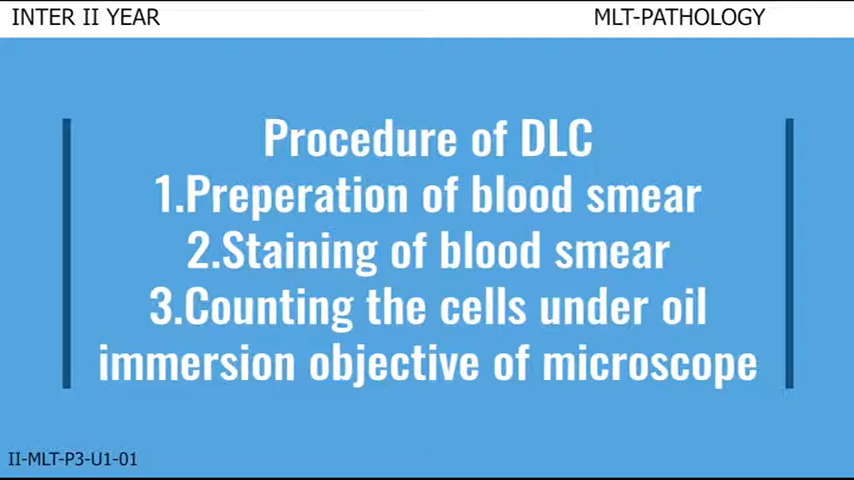 INTER II YEAR
MLT-PATHOLOGY
Procedure of DLC
1.Preperation of blood smear
2.Staining of blood smear
3.Counting the cells under oil
immersion objective of microscope
II-MLT-P3-U1-01